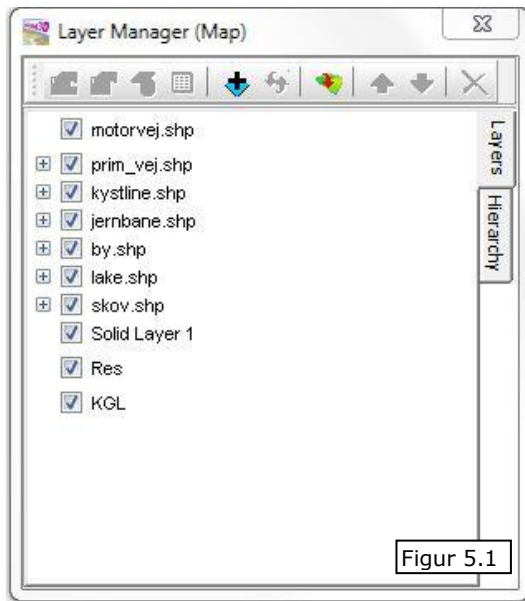 Layer Manager (Map)
motorvej.shp
prim_vej.shp
kystline.shp
jernbane.shp
by.shp
lake.shp
skov.shp
Solid Layer 1
Res
KGL
Layers
Hierarchy
Figur 5.1